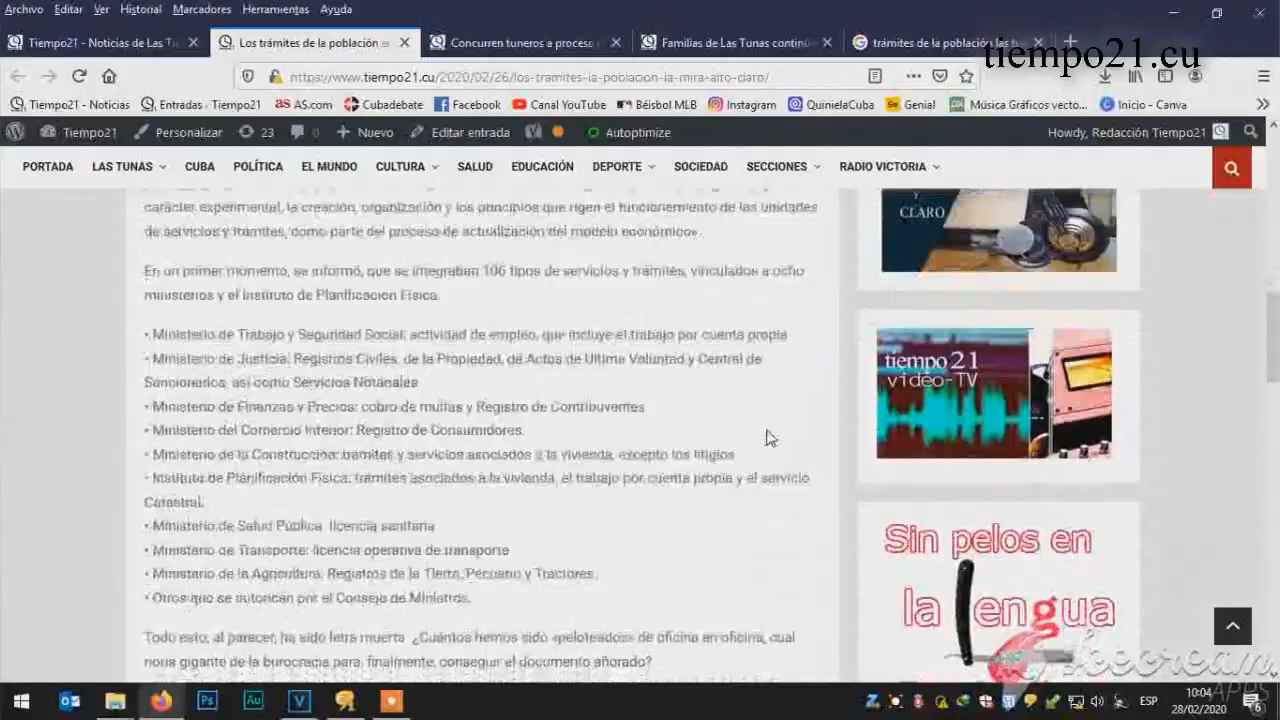 Archivo Editar Ver Historial Marcadores Herramientas Ayuda
Tiempo21 - Noticias de Las Tu
Los trámites de la población e
Concurren tuneros a proceso
Familias de Las Tunas contin
trámites de la población las tu
tiempo21.cu
https://www.tiempo21.cu/2020/02/26/los-tramites-la-poblacion-la-mira-alto-claro/
Tiempo21 - Noticias Entradas · Tiempo21 AS.com Cubadebate Facebook Canal YouTube Béisbol MLB Instagram QuinielaCuba Genial Música Gráficos vecto... Inicio - Canva
Tiempo21 Personalizar 23 0 Nuevo Editar entrada Autoptimize Howdy, Redacción Tiempo21
PORTADA LAS TUNAS CUBA POLÍTICA EL MUNDO CULTURA SALUD EDUCACIÓN DEPORTE SOCIEDAD SECCIONES RADIO VICTORIA
carácter experimental, la creación, organización y los principios que rigen el funcionamiento de las unidades
de servicios y trámites, como parte del proceso de actualización del modelo económico».
En un primer momento, se informó, que se integraban 106 tipos de servicios y trámites, vinculados a ocho
ministerios y el Instituto de Planificación Física.
• Ministerio de Trabajo y Seguridad Social: actividad de empleo, que incluye el trabajo por cuenta propia
• Ministerio de Justicia: Registros Civiles, de la Propiedad, de Actos de Última Voluntad y Central de
Sancionados, así como Servicios Notariales
• Ministerio de Finanzas y Precios: cobro de multas y Registro de Contribuyentes
• Ministerio del Comercio Interior: Registro de Consumidores.
• Ministerio de la Construcción: trámites y servicios asociados a la vivienda, excepto los litigios
• Instituto de Planificación Física: trámites asociados a la vivienda, el trabajo por cuenta propia y el servicio
Catastral.
• Ministerio de Salud Pública: licencia sanitaria
• Ministerio de Transporte: licencia operativa de transporte
• Ministerio de la Agricultura: Registros de la Tierra, Pecuario y Tractores.
• Otros que se autoricen por el Consejo de Ministros.
Todo esto, al parecer, ha sido letra muerta. ¿Cuántos hemos sido «peloteados» de oficina en oficina, cual
noria gigante de la burocracia para, finalmente, conseguir el documento añorado?
Y
CLARO
tiempo21
video-TV
Sin pelos en
la lengua
Icecream
APPS
Ps Au V
ESP
10:04
28/02/2020
6